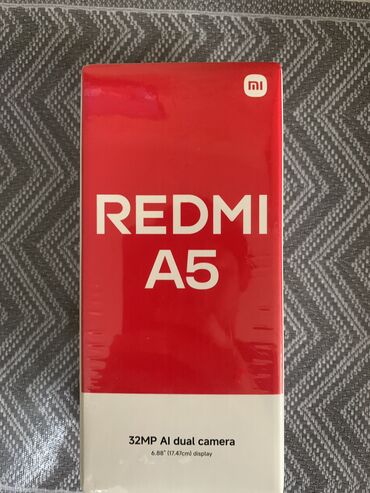 mi
REDMI
A5
32MP AI dual camera
6.88" (17.47cm) display